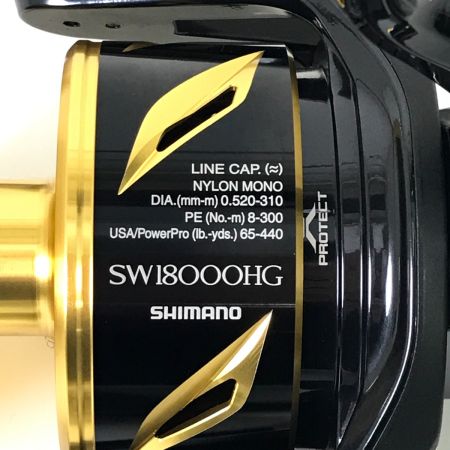 LINE CAP. (≈)
NYLON MONO
DIA.(mm-m) 0.520-310
PE (No.-m) 8-300
USA/PowerPro (lb.-yds.) 65-440
SW18000HG
SHIMANO
X PROTECT